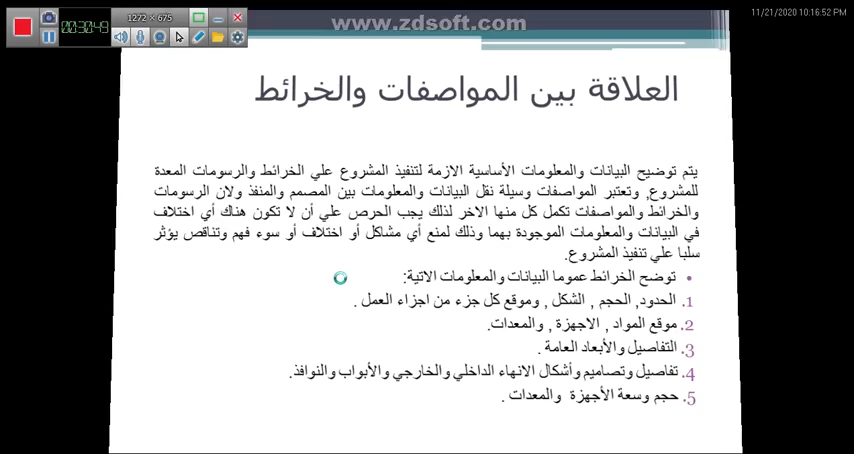 1272 × 675
00:30:49
www.zdsoft.com
11/21/2020 10:16:52 PM
العلاقة بين المواصفات والخرائط
يتم توضيح البيانات والمعلومات الأساسية الازمة لتنفيذ المشروع علي الخرائط والرسومات المعدة
للمشروع, وتعتبر المواصفات وسيلة نقل البيانات والمعلومات بين المصمم والمنفذ ولان الرسومات
والخرائط والمواصفات تكمل كل منها الاخر لذلك يجب الحرص علي أن لا تكون هناك أي اختلاف
في البيانات والمعلومات الموجودة بهما وذلك لمنع أي مشاكل أو اختلاف أو سوء فهم وتناقص يؤثر
سلبا علي تنفيذ المشروع.
• توضح الخرائط عموما البيانات والمعلومات الاتية:
1. الحدود, الحجم , الشكل , وموقع كل جزء من اجزاء العمل .
2. موقع المواد , الاجهزة , والمعدات.
3. التفاصيل والأبعاد العامة .
4. تفاصيل وتصاميم وأشكال الانهاء الداخلي والخارجي والأبواب والنوافذ.
5. حجم وسعة الأجهزة والمعدات .